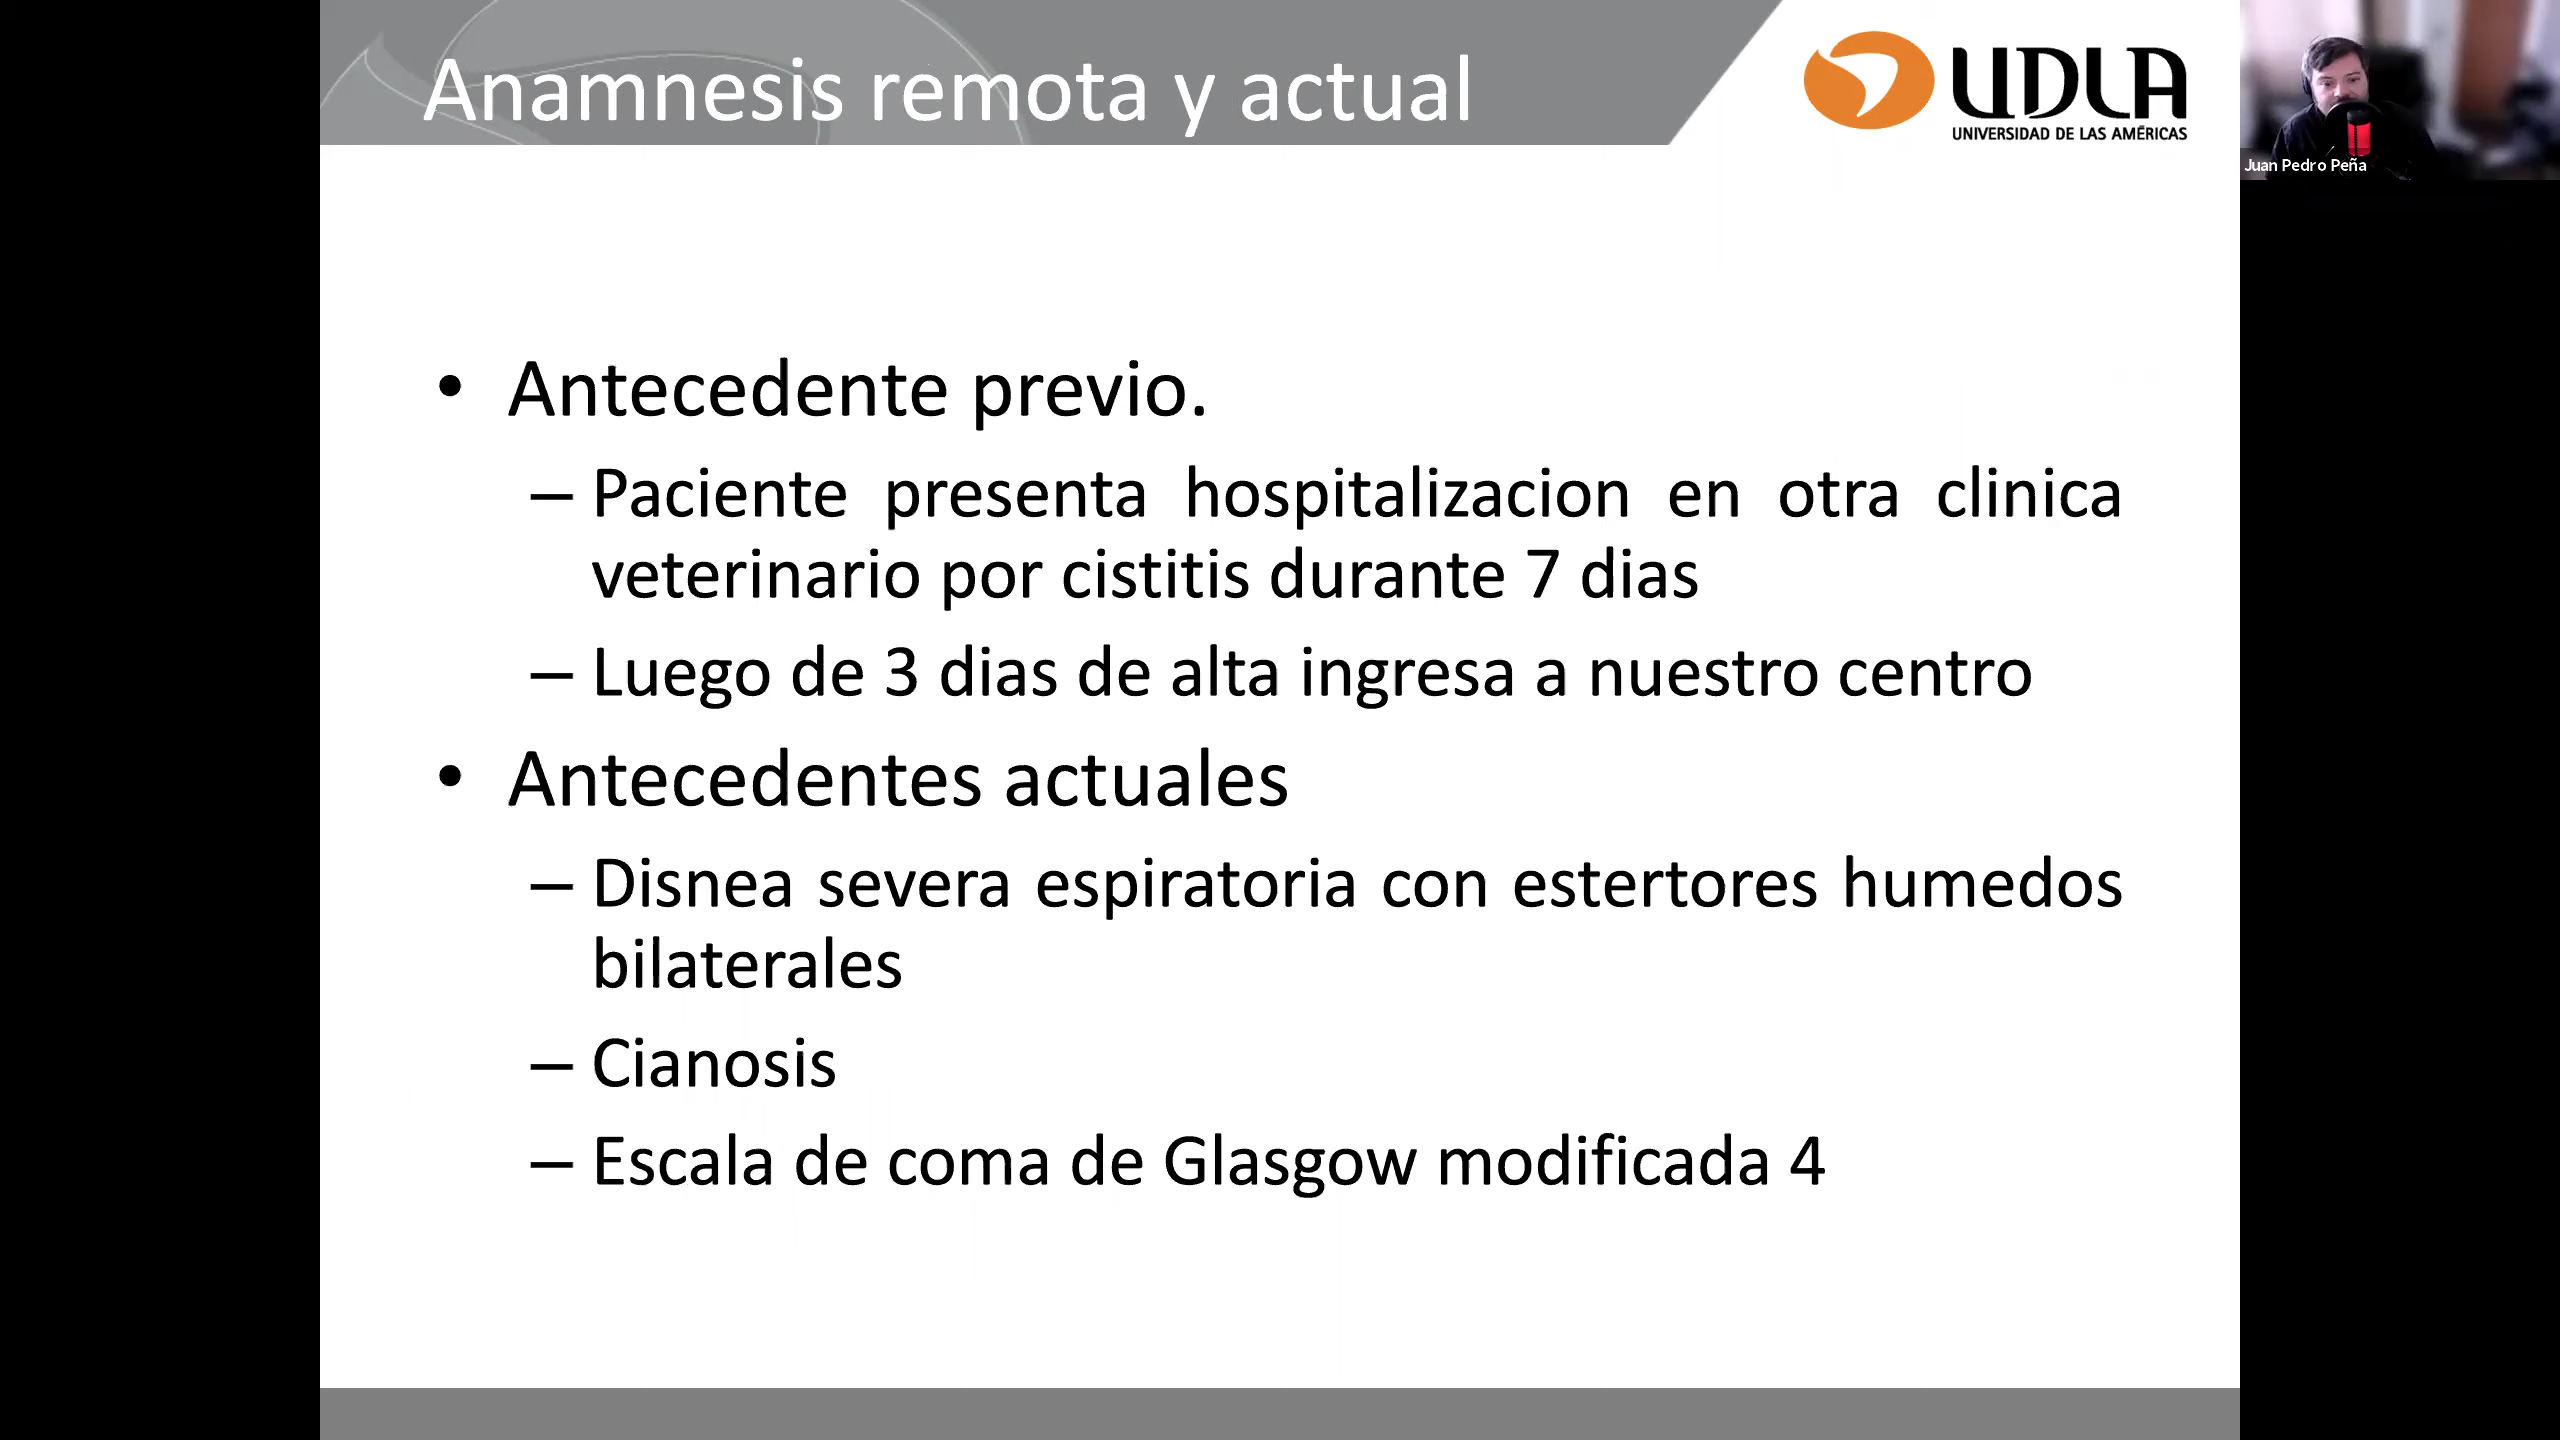 Anamnesis remota y actual
UDLA
UNIVERSIDAD DE LAS AMÉRICAS
Juan Pedro Peña
• Antecedente previo.
– Paciente presenta hospitalizacion en otra clinica
veterinario por cistitis durante 7 dias
– Luego de 3 dias de alta ingresa a nuestro centro
• Antecedentes actuales
– Disnea severa espiratoria con estertores humedos
bilaterales
– Cianosis
– Escala de coma de Glasgow modificada 4